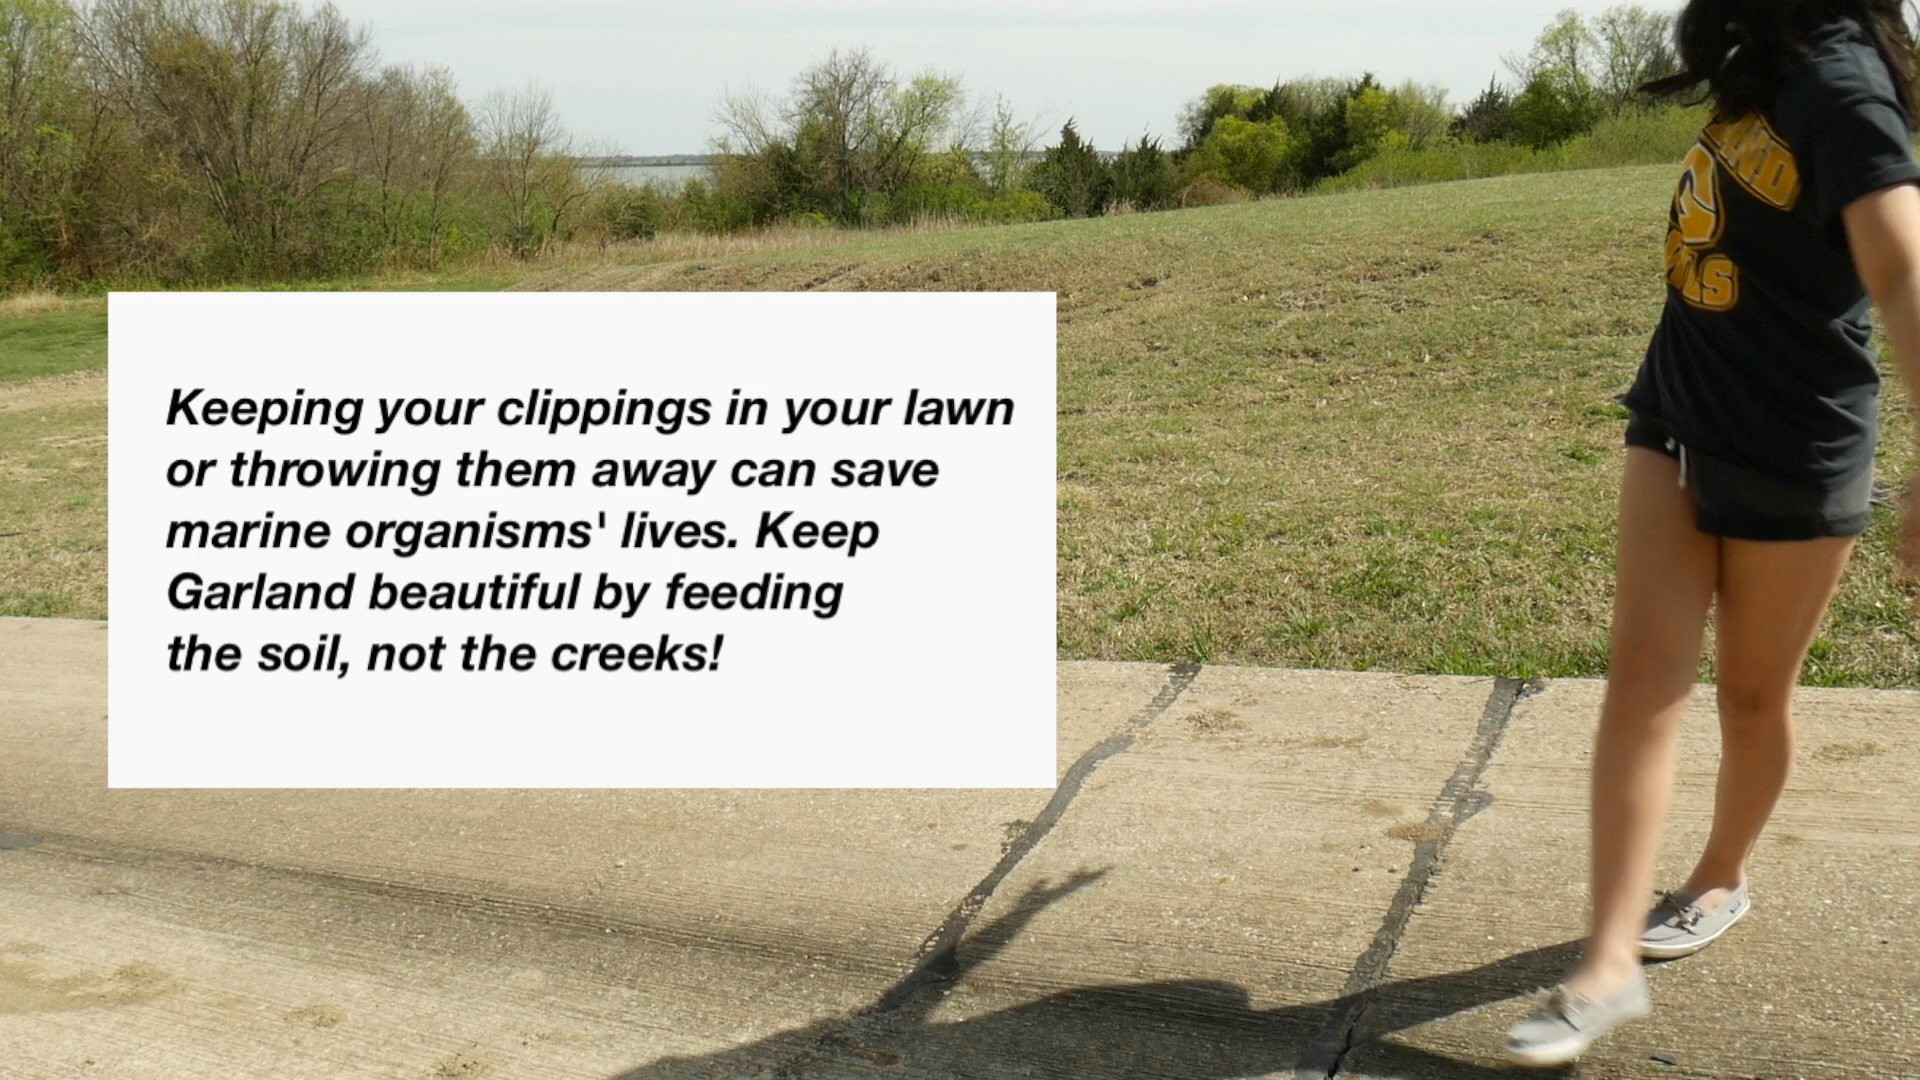 Keeping your clippings in your lawn
or throwing them away can save
marine organisms' lives. Keep
Garland beautiful by feeding
the soil, not the creeks!
G